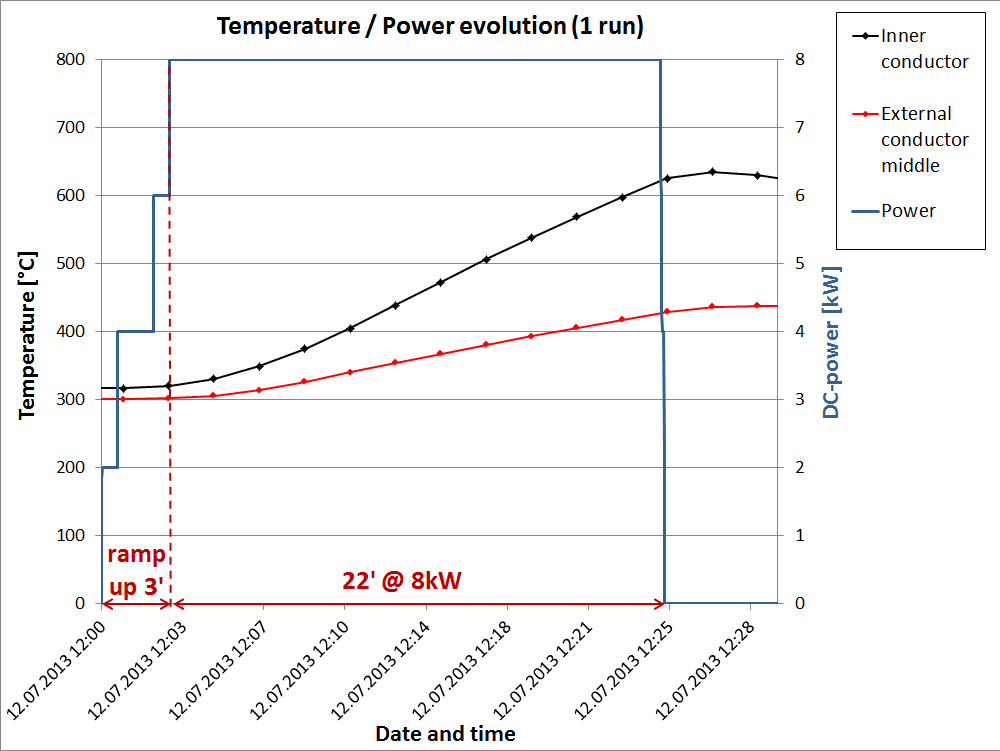 Temperature / Power evolution (1 run)
Inner
conductor
External
conductor
middle
Power
800
700
600
500
400
300
200
100
0
8
7
6
5
4
3
2
1
0
Temperature [°C]
DC-power [kW]
ramp
up 3'
22' @ 8kW
12.07.2013 12:00
12.07.2013 12:03
12.07.2013 12:07
12.07.2013 12:10
12.07.2013 12:14
12.07.2013 12:18
12.07.2013 12:21
12.07.2013 12:25
12.07.2013 12:28
Date and time